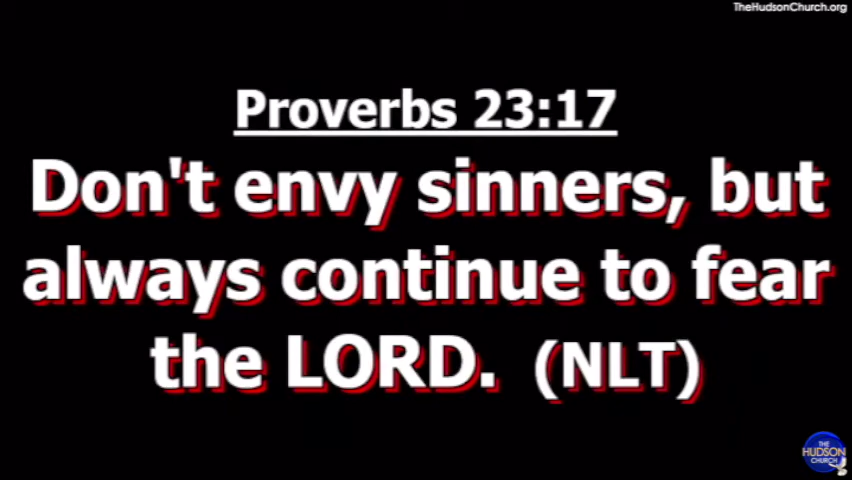 TheHudsonChurch.org
Proverbs 23:17
Don't envy sinners, but
always continue to fear
the LORD. (NLT)
THE
HUDSON
CHURCH